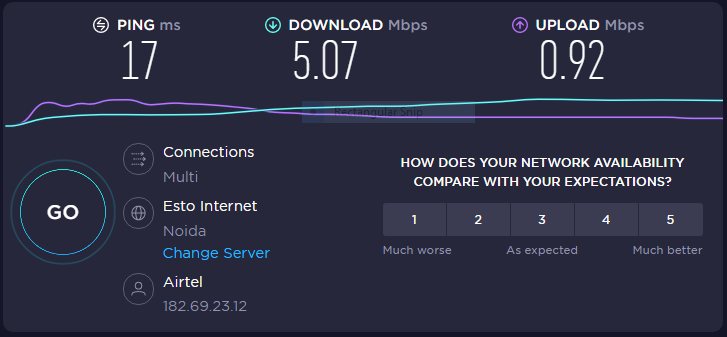 PING ms
DOWNLOAD Mbps
UPLOAD Mbps
17
5.07
0.92
Connections
Multi
Esto Internet
Noida
Change Server
Airtel
182.69.23.12
GO
HOW DOES YOUR NETWORK AVAILABILITY
COMPARE WITH YOUR EXPECTATIONS?
1 2 3 4 5
Much worse As expected Much better